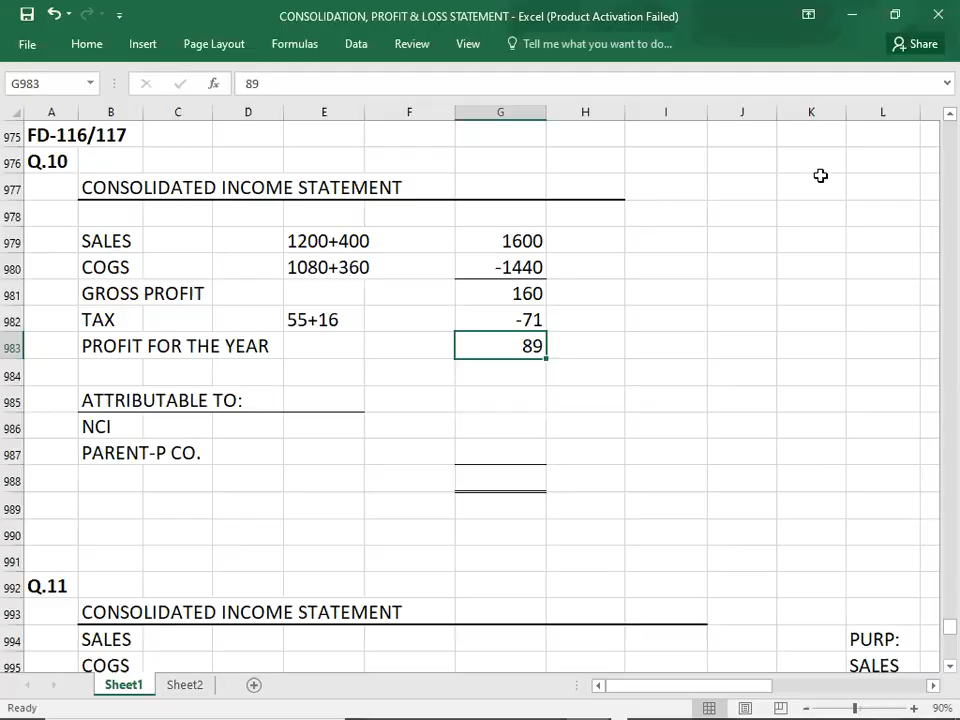 CONSOLIDATION, PROFIT & LOSS STATEMENT - Excel (Product Activation Failed)
File Home Insert Page Layout Formulas Data Review View Tell me what you want to do... Share
G983 fx 89
A B C D E F G H I J K L
975 FD-116/117
976 Q.10
977 CONSOLIDATED INCOME STATEMENT
978
979 SALES 1200+400 1600
980 COGS 1080+360 -1440
981 GROSS PROFIT 160
982 TAX 55+16 -71
983 PROFIT FOR THE YEAR 89
984
985 ATTRIBUTABLE TO:
986 NCI
987 PARENT-P CO.
988
989
990
991
992 Q.11
993 CONSOLIDATED INCOME STATEMENT
994 SALES PURP:
995 COGS SALES
Sheet1 Sheet2
Ready 90%